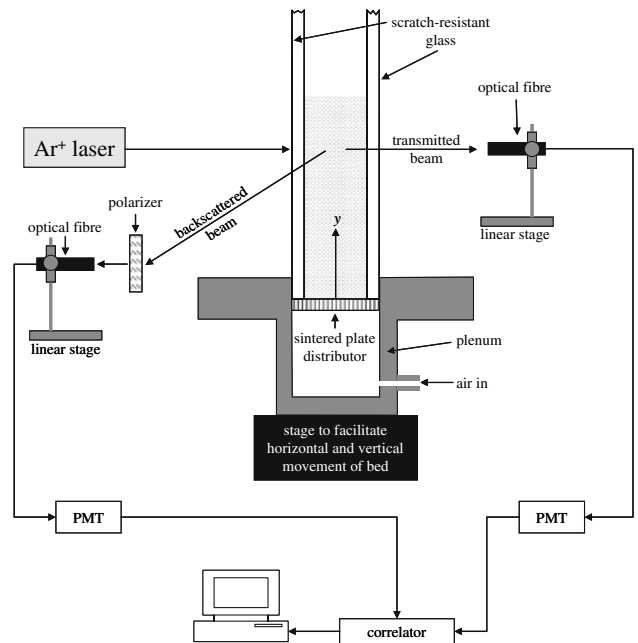 scratch-resistant
glass
optical fibre
Ar+ laser
transmitted
beam
polarizer
backscattered
beam
optical fibre
y
linear stage
linear stage
sintered plate
distributor
plenum
air in
stage to facilitate
horizontal and vertical
movement of bed
PMT
PMT
correlator